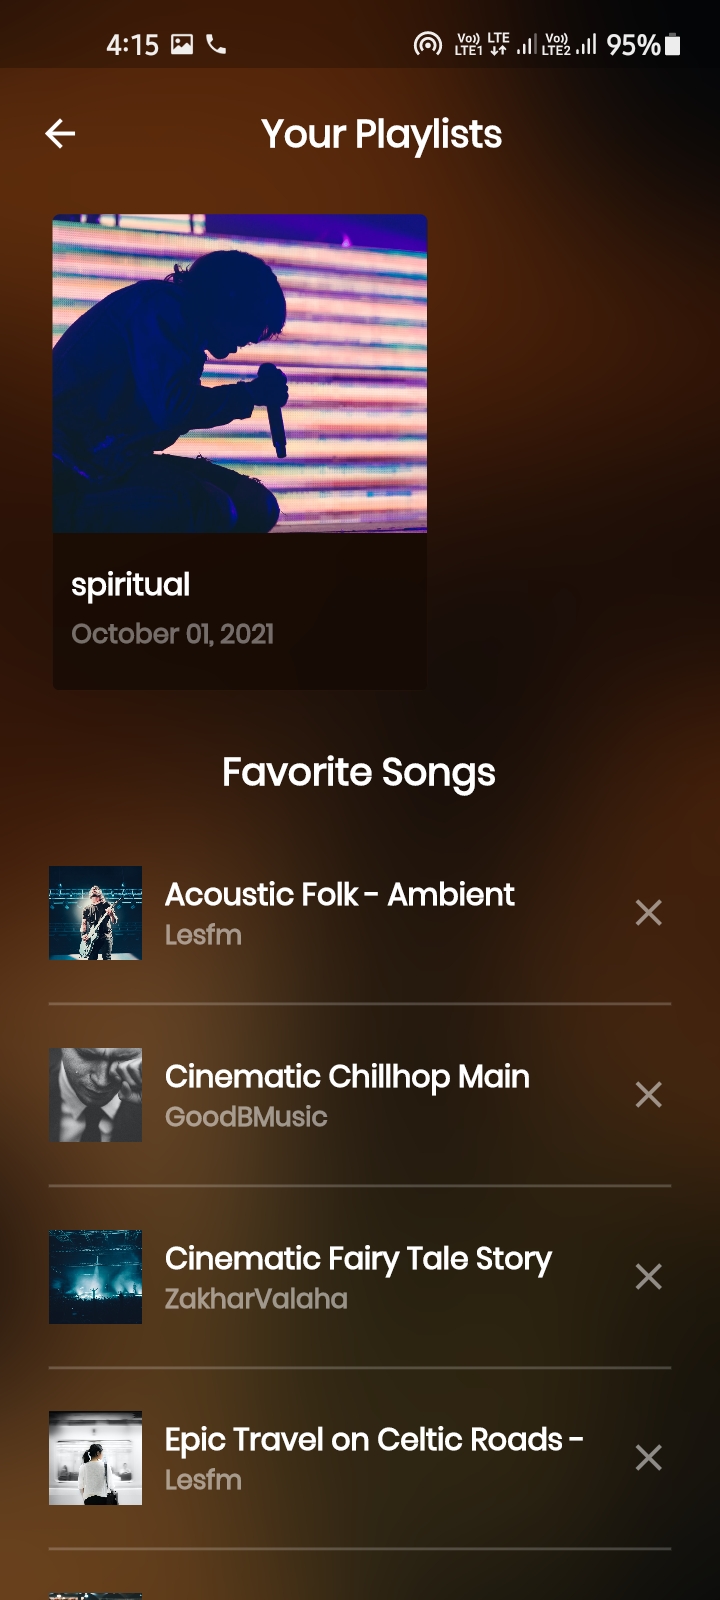 4:15 Vo)) LTE1 LTE Vo)) LTE2 95%
Your Playlists
spiritual
October 01, 2021
Favorite Songs
Acoustic Folk - Ambient
Lesfm
Cinematic Chillhop Main
GoodBMusic
Cinematic Fairy Tale Story
ZakharValaha
Epic Travel on Celtic Roads -
Lesfm